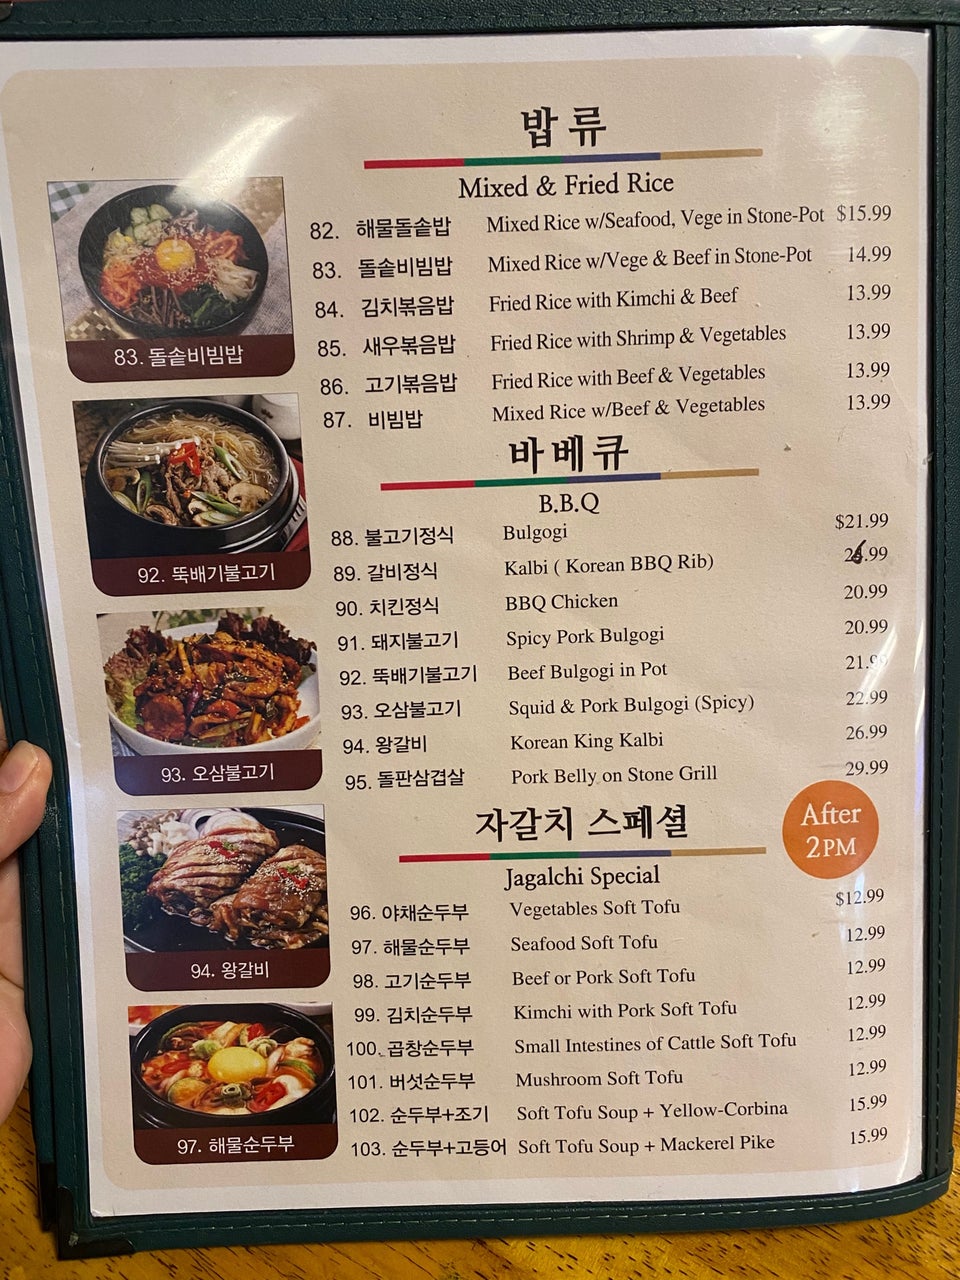 밥류
Mixed & Fried Rice
82. 해물돌솥밥 Mixed Rice w/Seafood, Vege in Stone-Pot $15.99
83. 돌솥비빔밥 Mixed Rice w/Vege & Beef in Stone-Pot 14.99
84. 김치볶음밥 Fried Rice with Kimchi & Beef 13.99
85. 새우볶음밥 Fried Rice with Shrimp & Vegetables 13.99
86. 고기볶음밥 Fried Rice with Beef & Vegetables 13.99
87. 비빔밥 Mixed Rice w/Beef & Vegetables 13.99
바베큐
B.B.Q
88. 불고기정식 Bulgogi $21.99
89. 갈비정식 Kalbi ( Korean BBQ Rib)
90. 치킨정식 BBQ Chicken 20.99
91. 돼지불고기 Spicy Pork Bulgogi 20.99
92. 뚝배기불고기 Beef Bulgogi in Pot 21.99
93. 오삼불고기 Squid & Pork Bulgogi (Spicy) 22.99
94. 왕갈비 Korean King Kalbi 26.99
95. 돌판삼겹살 Pork Belly on Stone Grill 29.99
자갈치 스페셜
Jagalchi Special
After
2PM
96. 야채순두부 Vegetables Soft Tofu $12.99
97. 해물순두부 Seafood Soft Tofu 12.99
98. 고기순두부 Beef or Pork Soft Tofu 12.99
99. 김치순두부 Kimchi with Pork Soft Tofu 12.99
100. 곱창순두부 Small Intestines of Cattle Soft Tofu 12.99
101. 버섯순두부 Mushroom Soft Tofu 12.99
102. 순두부+조기 Soft Tofu Soup + Yellow-Corbina 15.99
103. 순두부+고등어 Soft Tofu Soup + Mackerel Pike 15.99
83. 돌솥비빔밥
92. 뚝배기불고기
93. 오삼불고기
94. 왕갈비
97. 해물순두부